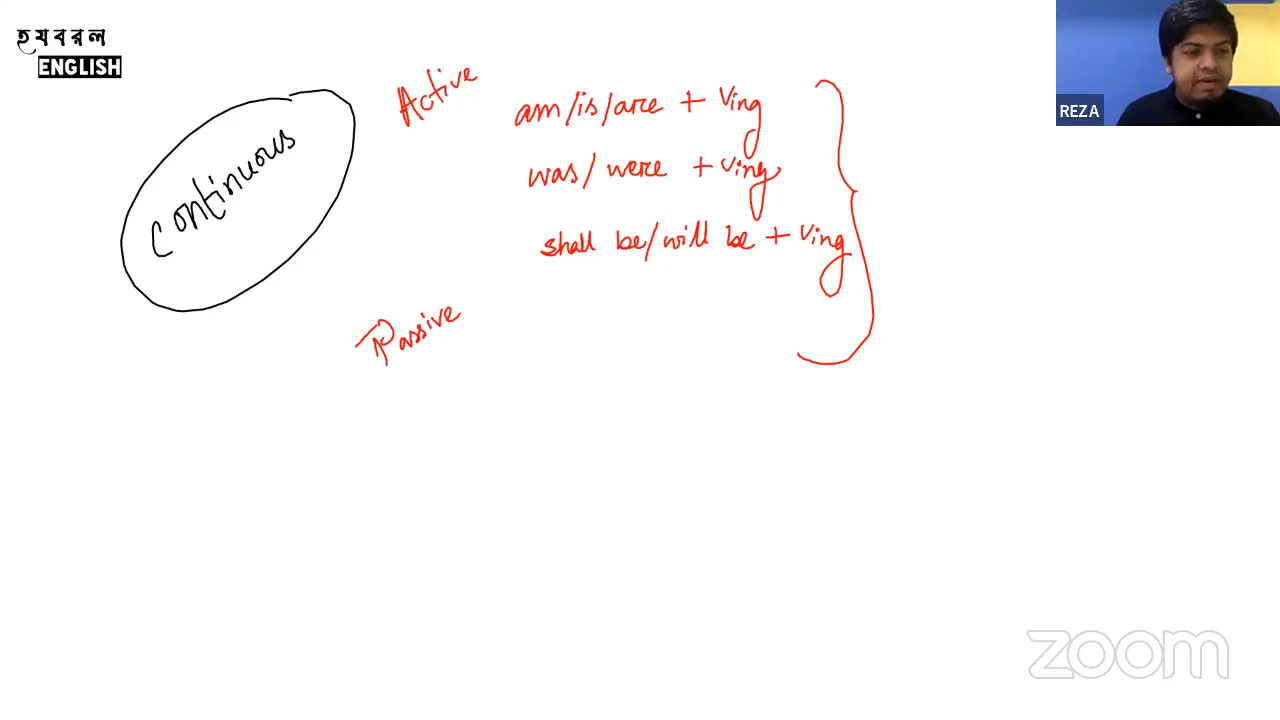 হযবরল
ENGLISH
REZA
Continuous
Active
am/is/are + Ving
was/were + Ving
shall be/will be + Ving
Passive
zoom